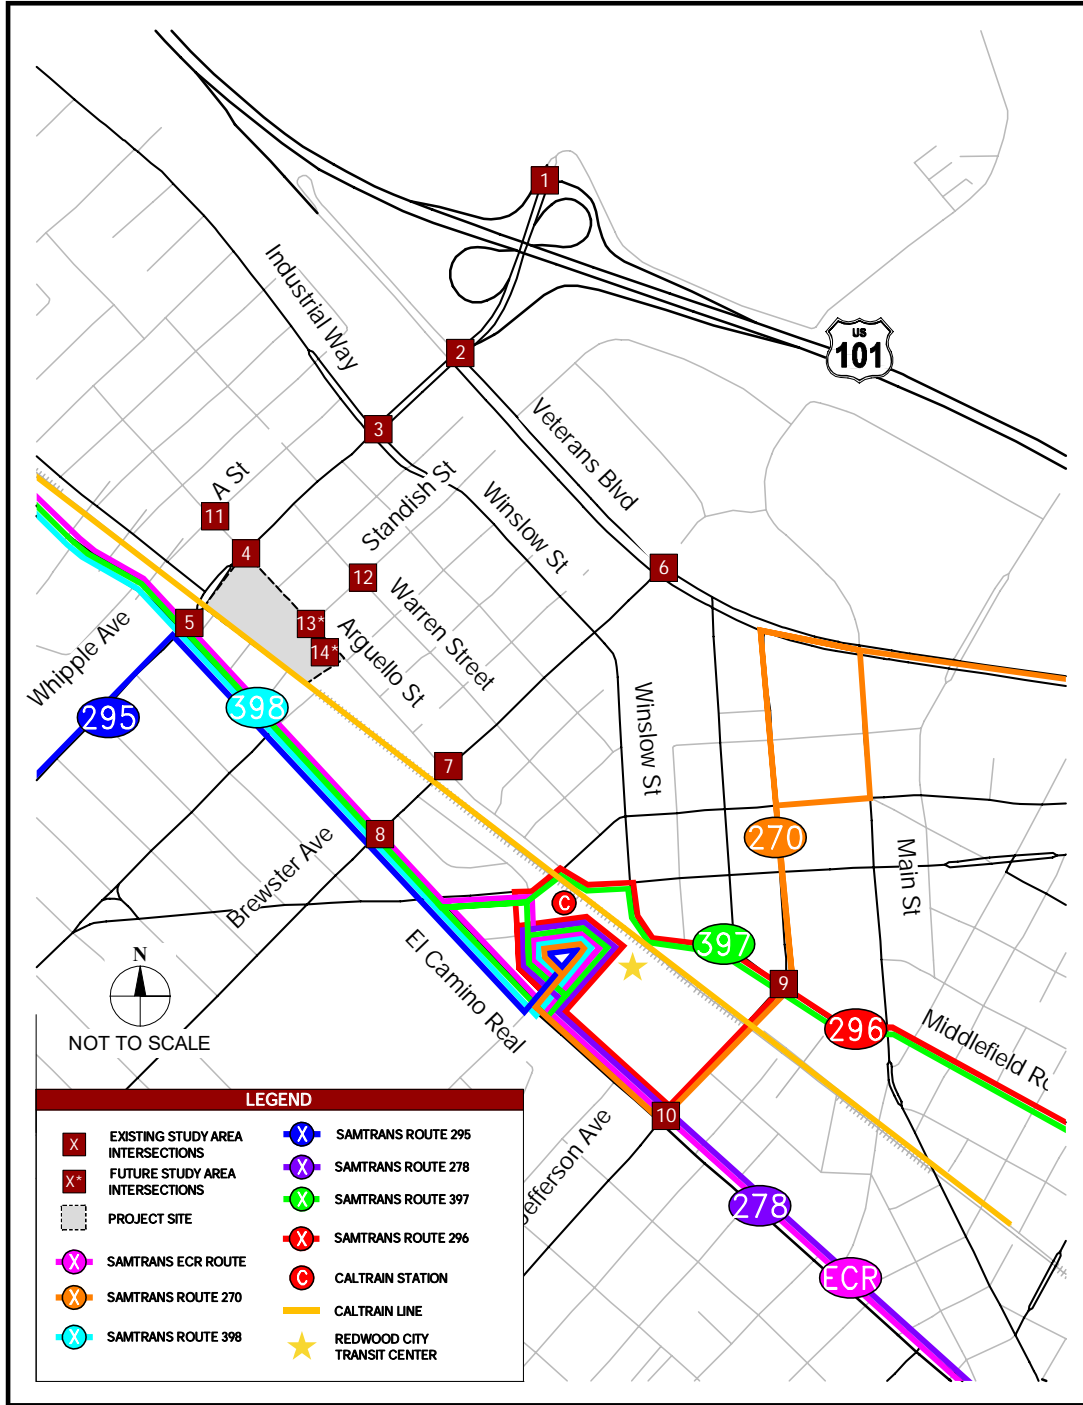 1
US
101
Industrial Way
2
Veterans Blvd
3
A St
Standish St
Winslow St
11
4
12
6
Warren Street
5
13*
Arguello St
14*
Whipple Ave
295
398
Winslow St
7
8
270
Brewster Ave
Main St
C
397
El Camino Real
9
N
NOT TO SCALE
296
Middlefield R
10
Jefferson Ave
278
ECR
LEGEND
X EXISTING STUDY AREA
INTERSECTIONS
X* FUTURE STUDY AREA
INTERSECTIONS
PROJECT SITE
X SAMTRANS ECR ROUTE
X SAMTRANS ROUTE 270
X SAMTRANS ROUTE 398
X SAMTRANS ROUTE 295
X SAMTRANS ROUTE 278
X SAMTRANS ROUTE 397
X SAMTRANS ROUTE 296
C CALTRAIN STATION
CALTRAIN LINE
REDWOOD CITY
TRANSIT CENTER